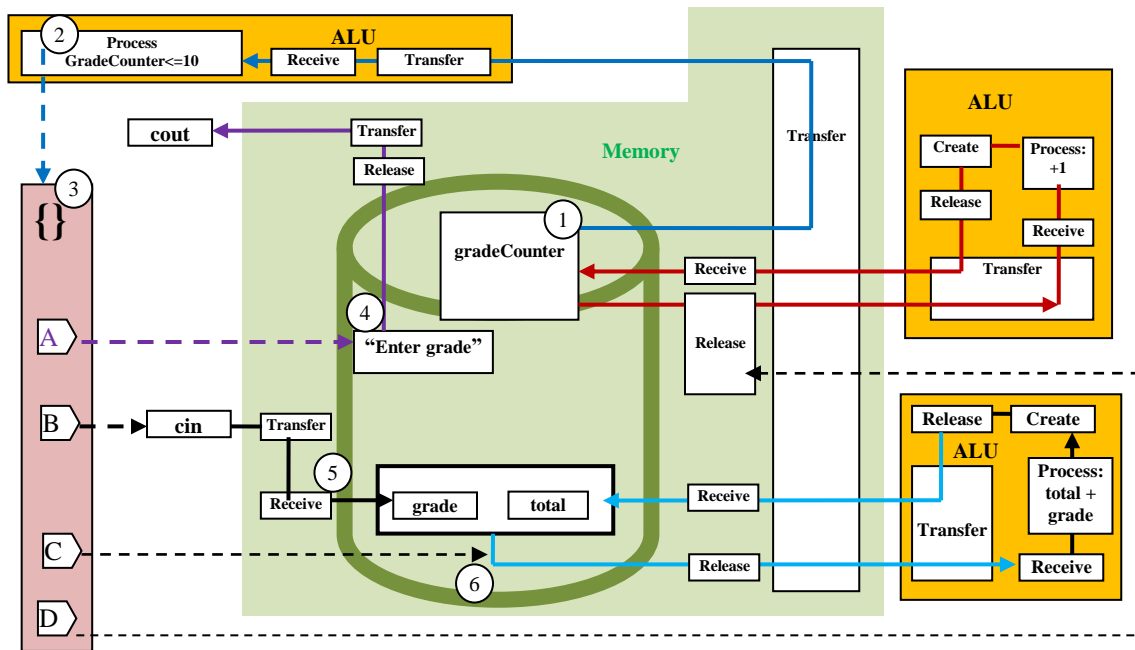 2
Process
GradeCounter<=10
ALU
Receive
Transfer
cout
Transfer
Release
Memory
Transfer
ALU
Create
Process:
+1
Release
Receive
Transfer
3
{}
1
gradeCounter
Receive
Release
A
4
“Enter grade”
B
cin
Transfer
5
Receive
grade
total
Receive
Release
Create
ALU
Process:
total +
grade
Transfer
Receive
C
6
Release
D